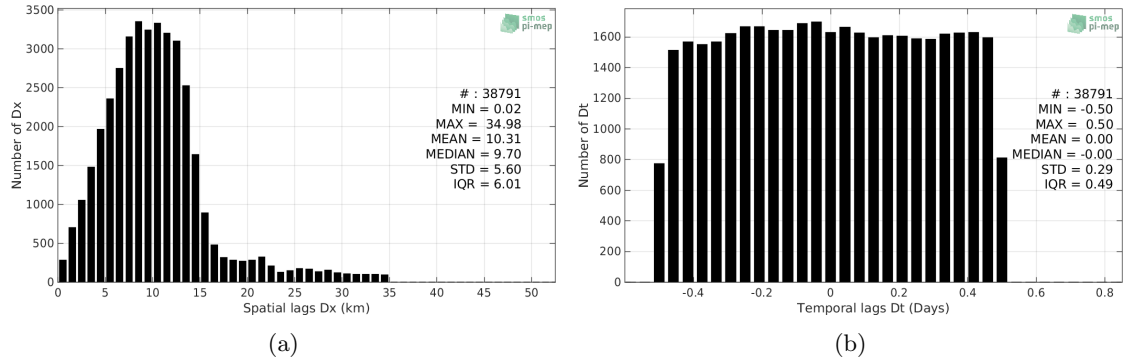 3500
3000
2500
2000
1500
1000
500
0
Number of Dx
0 5 10 15 20 25 30 35 40 45 50
Spatial lags Dx (km)
smos
pi-mep
# : 38791
MIN = 0.02
MAX = 34.98
MEAN = 10.31
MEDIAN = 9.70
STD = 5.60
IQR = 6.01
(a)
1600
1400
1200
1000
800
600
400
200
0
Number of Dt
-0.4 -0.2 0 0.2 0.4 0.6 0.8
Temporal lags Dt (Days)
smos
pi-mep
# : 38791
MIN = -0.50
MAX = 0.50
MEAN = 0.00
MEDIAN = -0.00
STD = 0.29
IQR = 0.49
(b)